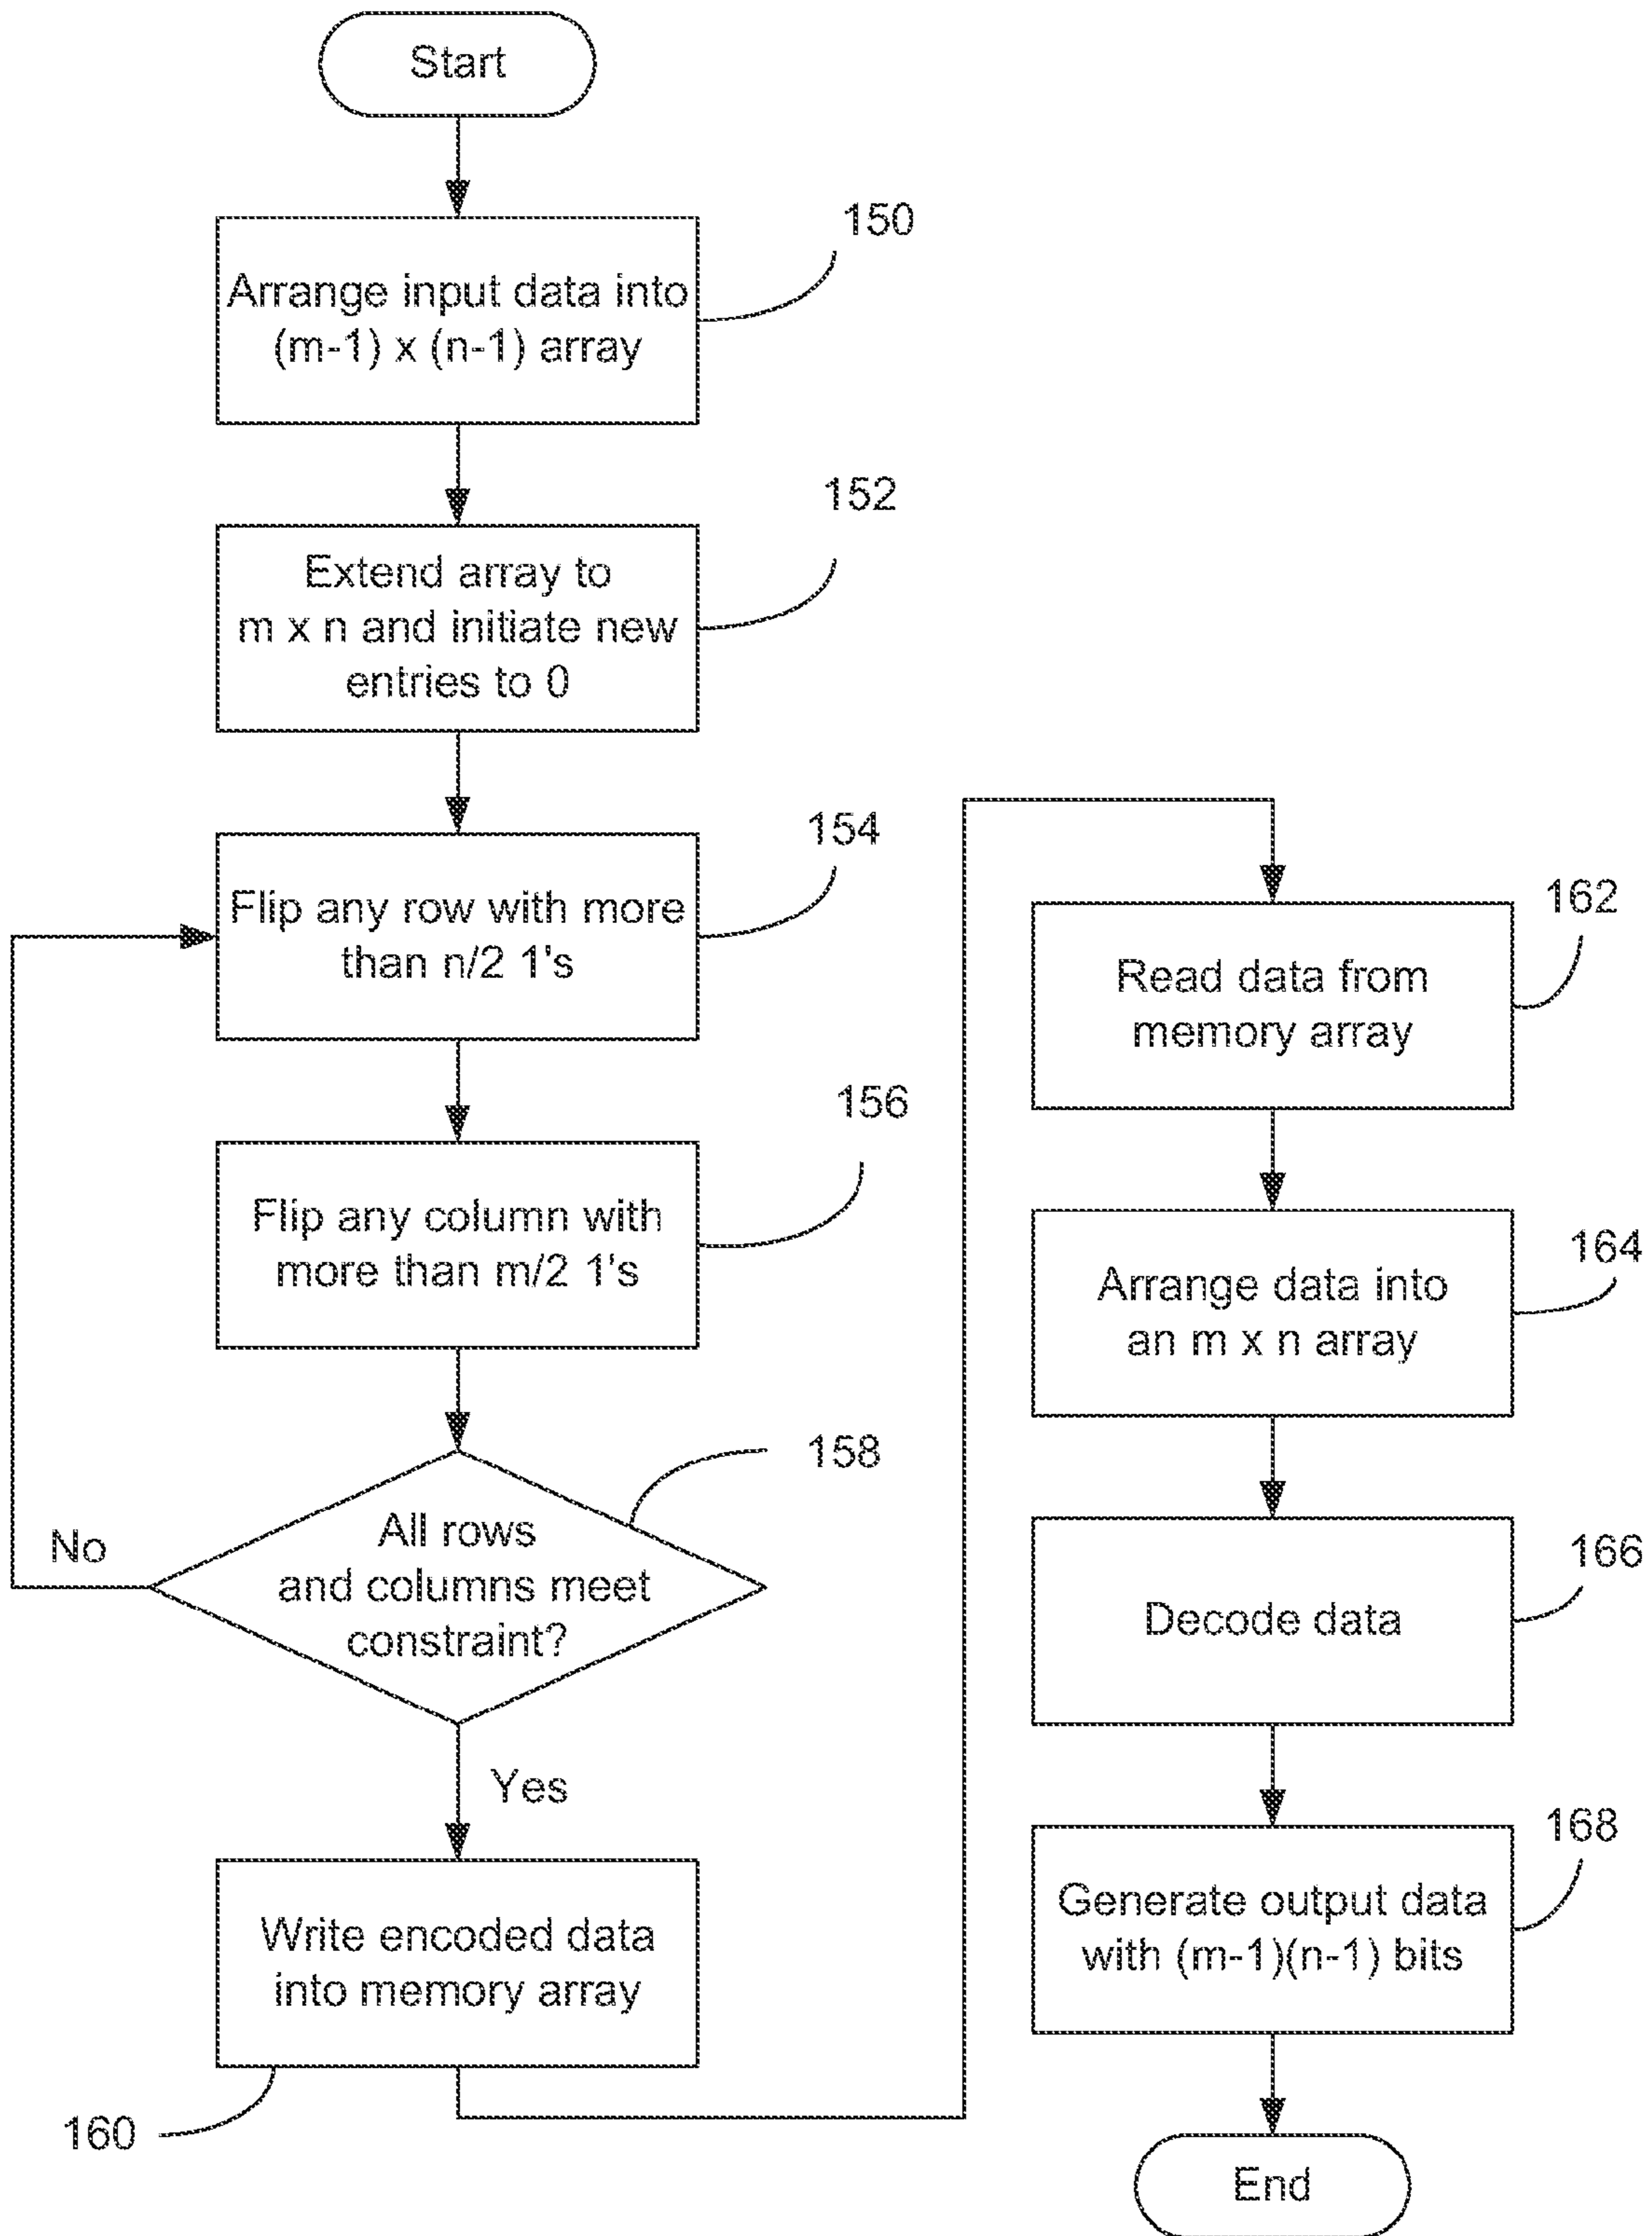 Start
150
Arrange input data into
(m-1) x (n-1) array
152
Extend array to
m x n and initiate new
entries to 0
154
Flip any row with more
than n/2 1's
156
Flip any column with
more than m/2 1's
158
All rows
and columns meet
constraint?
No
Yes
Write encoded data
into memory array
160
162
Read data from
memory array
164
Arrange data into
an m x n array
166
Decode data
168
Generate output data
with (m-1)(n-1) bits
End